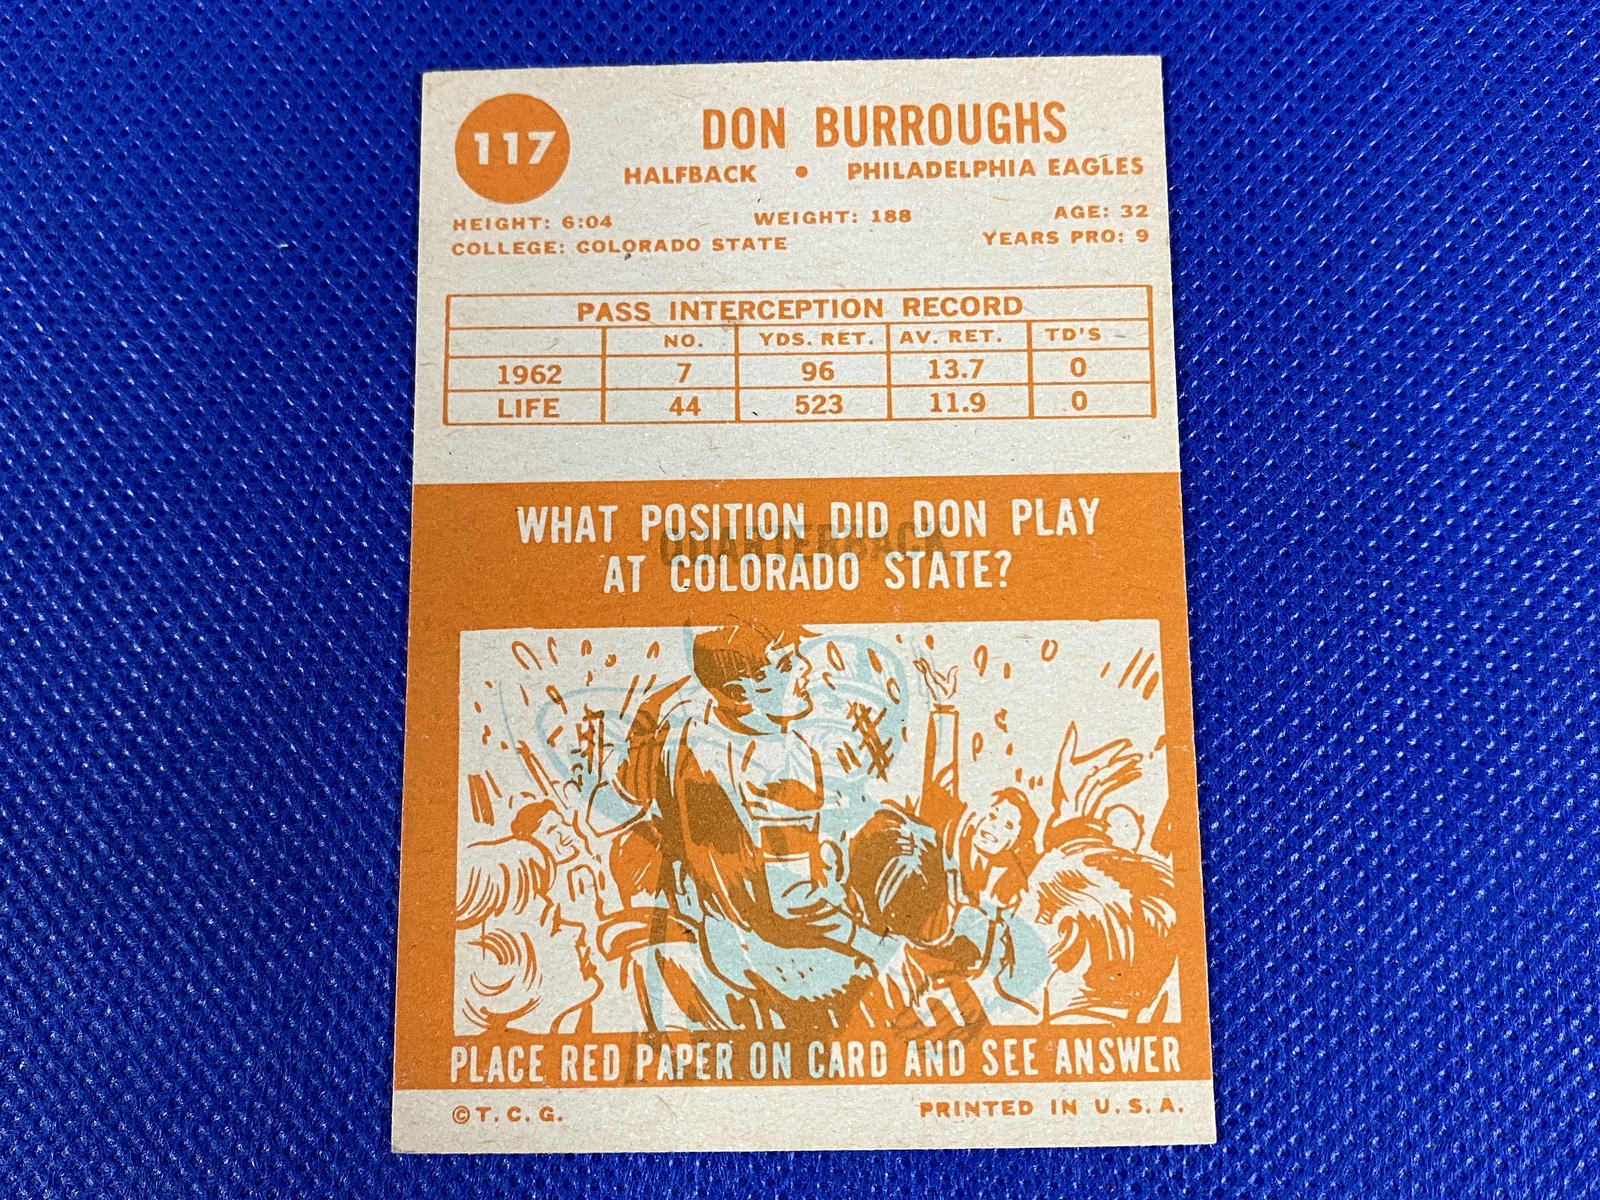 117
DON BURROUGHS
HALFBACK • PHILADELPHIA EAGLES
HEIGHT: 6:04 WEIGHT: 188 AGE: 32
COLLEGE: COLORADO STATE YEARS PRO: 9
PASS INTERCEPTION RECORD
NO. YDS. RET. AV. RET. TD'S
1962 7 96 13.7 0
LIFE 44 523 11.9 0
WHAT POSITION DID DON PLAY
QUARTERBACK
AT COLORADO STATE?
PLACE RED PAPER ON CARD AND SEE ANSWER
©T. C. G. PRINTED IN U. S. A.